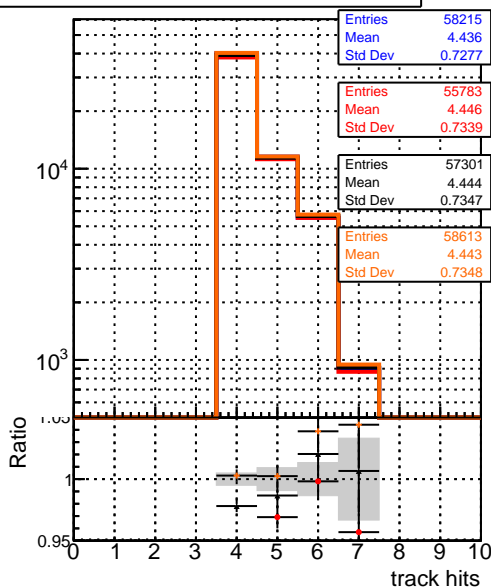 Entries 58215
Mean 4.436
Std Dev 0.7277
Entries 55783
Mean 4.446
Std Dev 0.7339
Entries 57301
Mean 4.444
Std Dev 0.7347
Entries 58613
Mean 4.443
Std Dev 0.7348
10⁴
10³
Ratio
1.05
1
0.95
0 1 2 3 4 5 6 7 8 9 10
track hits